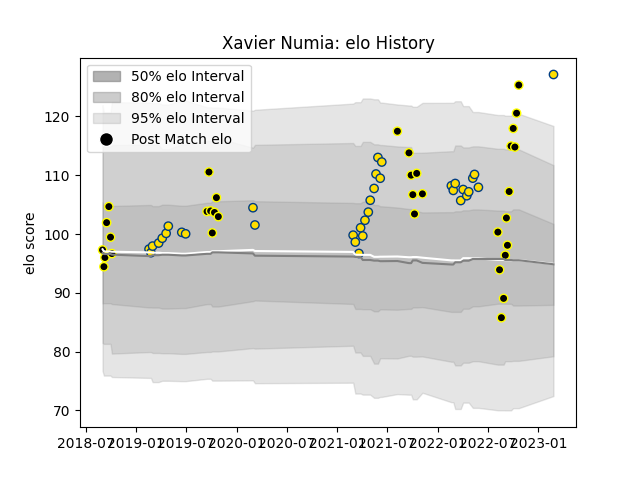 Xavier Numia: elo History
50% elo Interval
80% elo Interval
95% elo Interval
Post Match elo
elo score
120
110
100
90
80
70
2018-07 2019-01 2019-07 2020-01 2020-07 2021-01 2021-07 2022-01 2022-07 2023-01